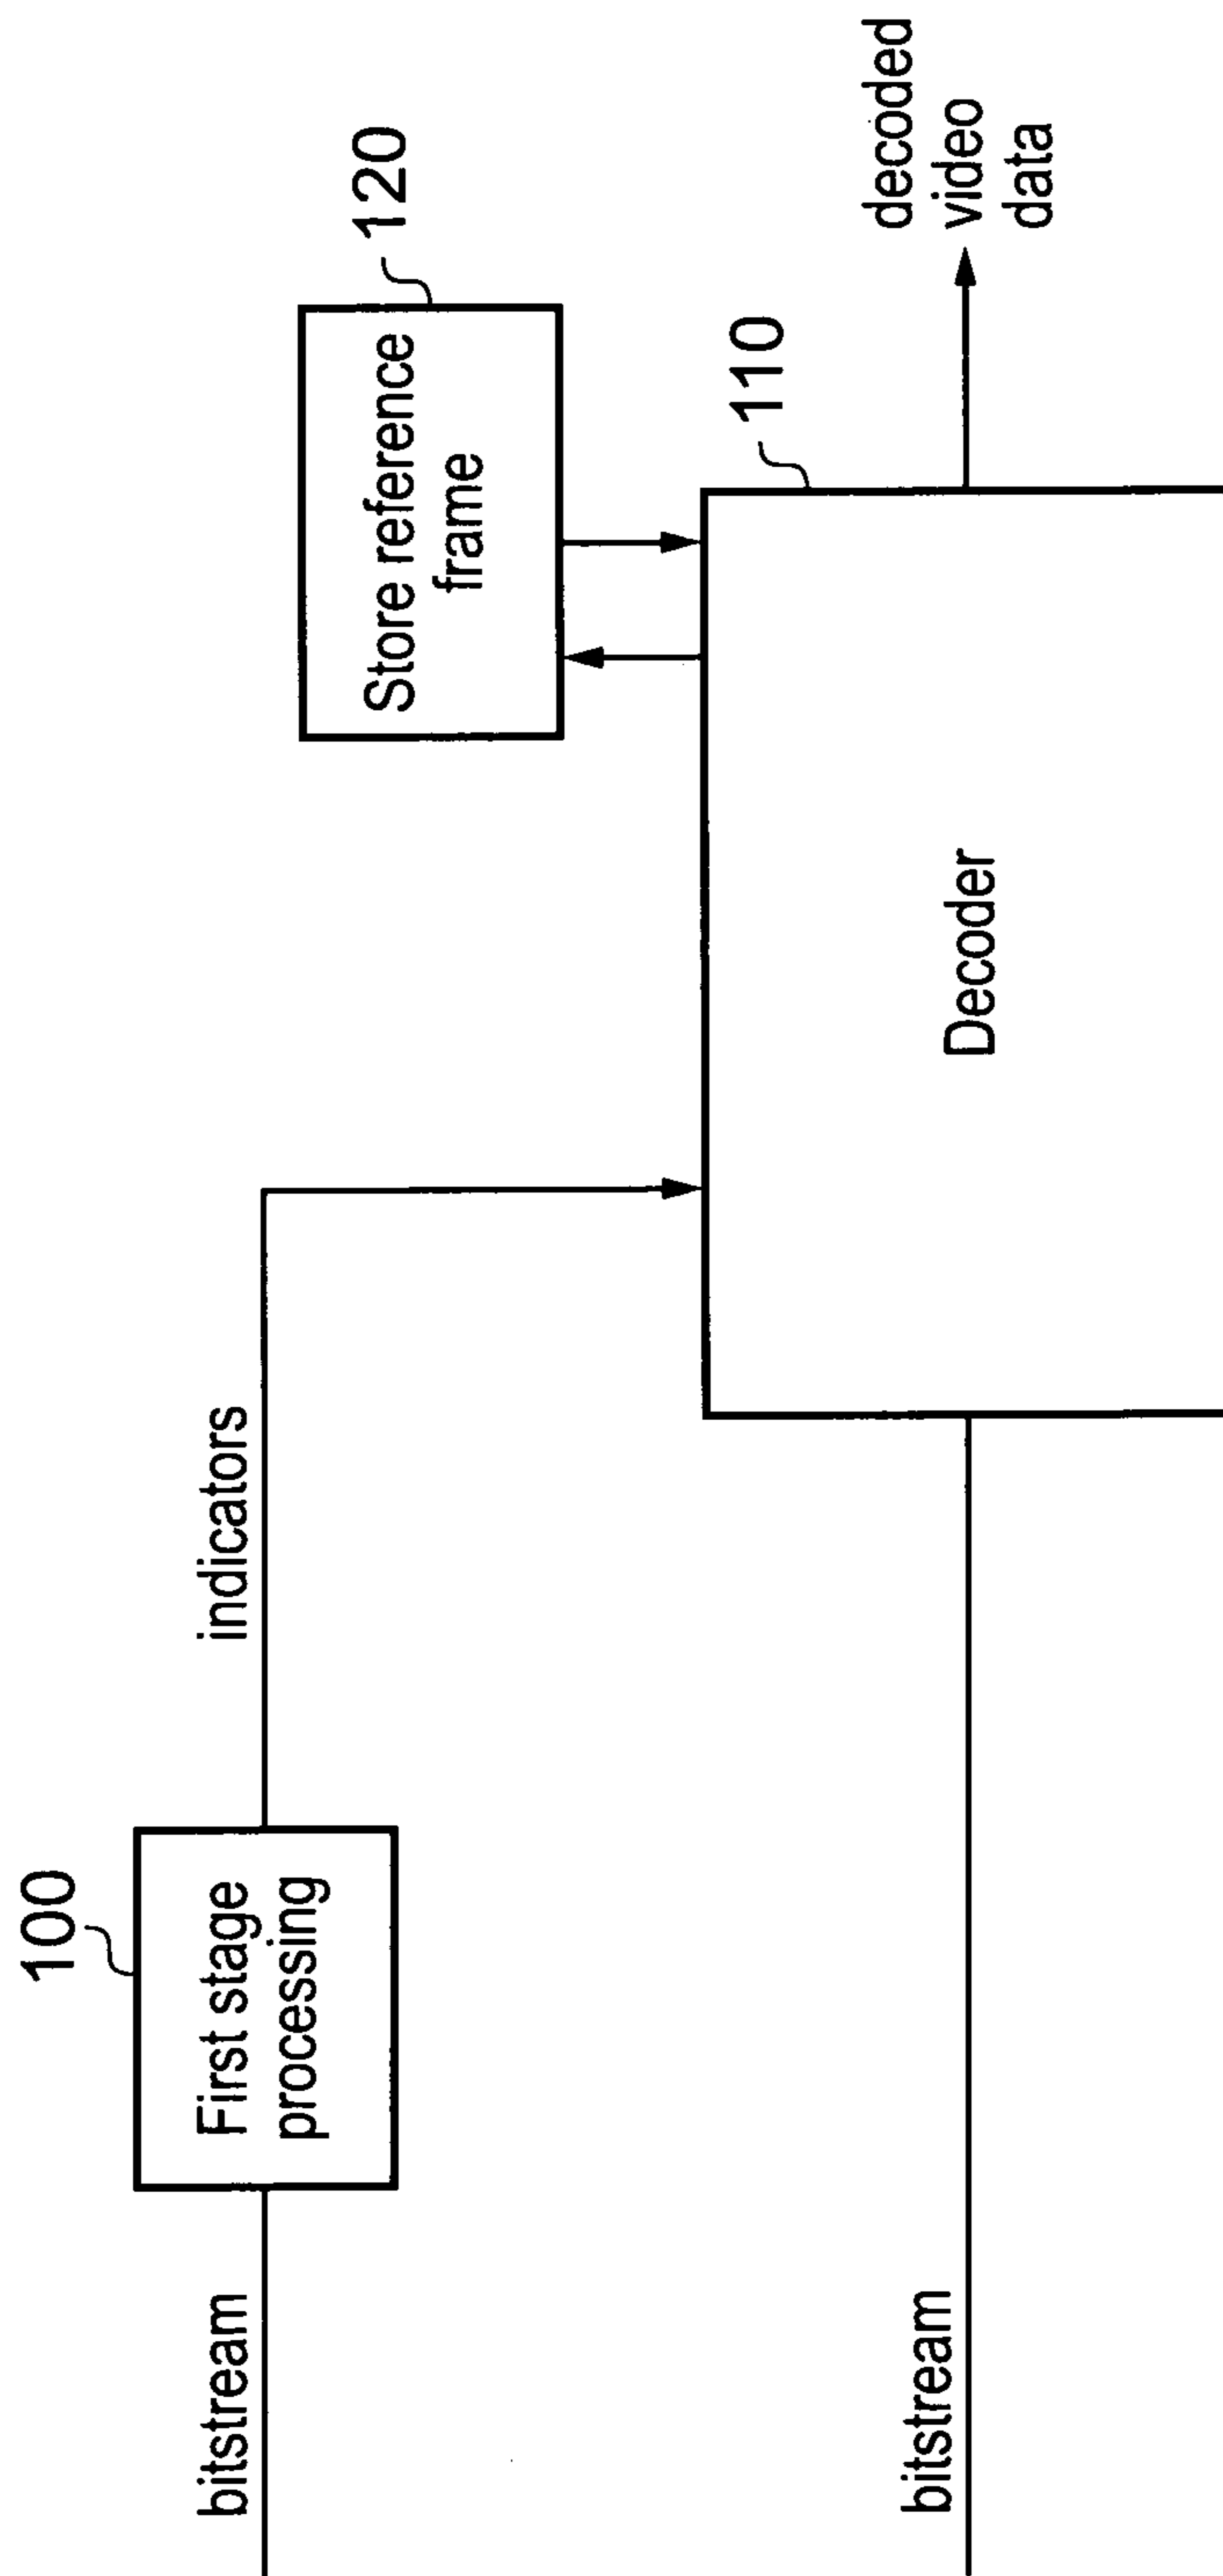 bitstream
100
First stage
processing
indicators
120
Store reference
frame
bitstream
Decoder
110
decoded
video
data